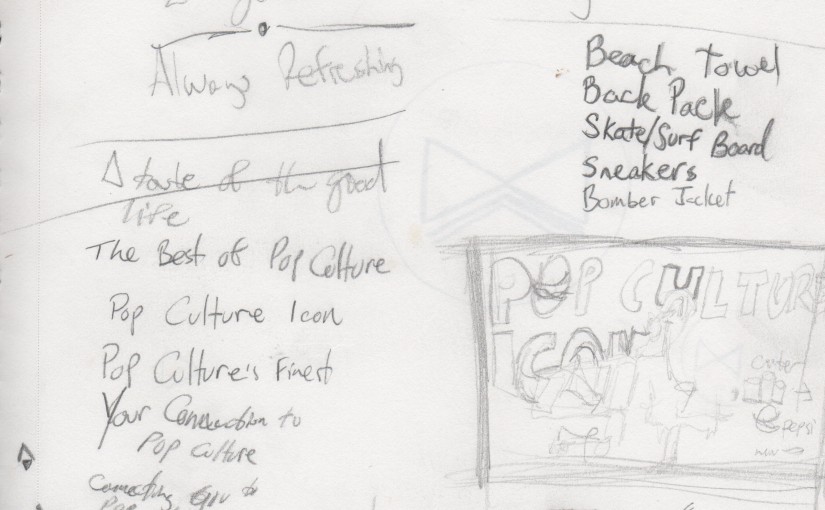 Always Refreshing
A taste of the good
life
The Best of Pop Culture
Pop Culture Icon
Pop Culture's Finest
Your Connection to
Pop Culture
Connecting you to
Pop
Beach Towel
Back Pack
Skate/Surf Board
Sneakers
Bomber Jacket
POP CULTURE
ICON
enter
pepsi